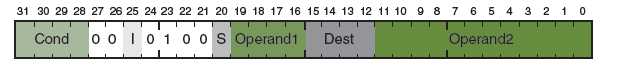 31 30 29 28 27 26 25 24 23 22 21 20 19 18 17 16 15 14 13 12 11 10 9 8 7 6 5 4 3 2 1 0
Cond 0 0 I 0 1 0 0 S Operand1 Dest Operand2